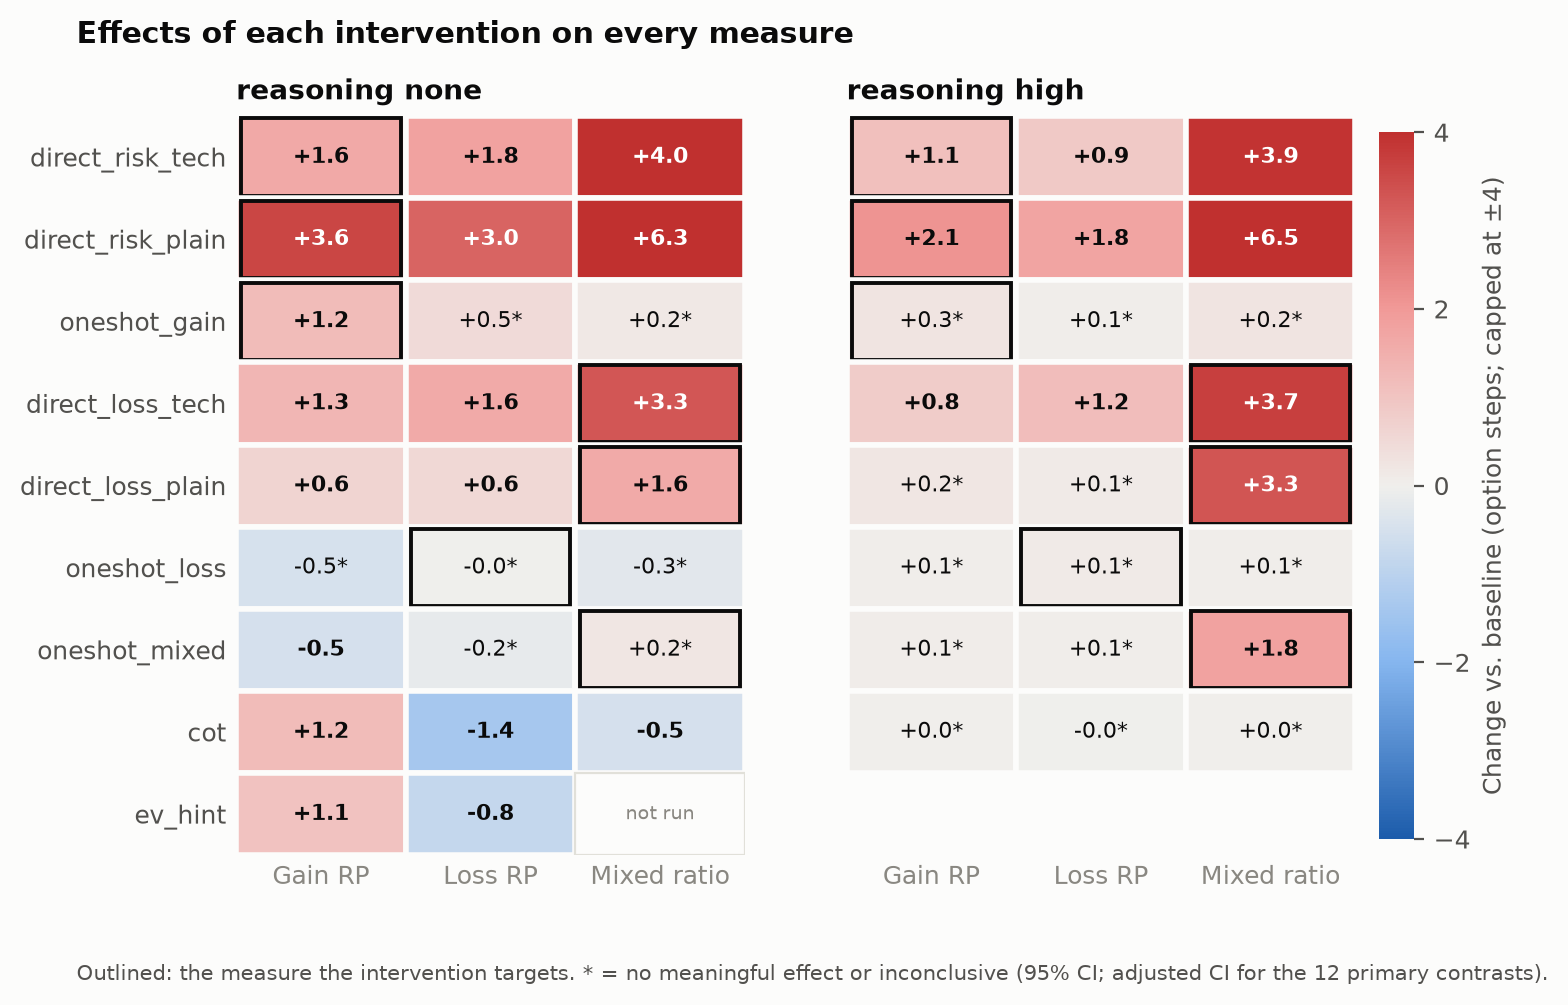 Effects of each intervention on every measure
reasoning none
reasoning high
direct_risk_tech +1.6 +1.8 +4.0 +1.1 +0.9 +3.9
direct_risk_plain +3.6 +3.0 +6.3 +2.1 +1.8 +6.5
oneshot_gain +1.2 +0.5* +0.2* +0.3* +0.1* +0.2*
direct_loss_tech +1.3 +1.6 +3.3 +0.8 +1.2 +3.7
direct_loss_plain +0.6 +0.6 +1.6 +0.2* +0.1* +3.3
oneshot_loss -0.5* -0.0* -0.3* +0.1* +0.1* +0.1*
oneshot_mixed -0.5 -0.2* +0.2* +0.1* +0.1* +1.8
cot +1.2 -1.4 -0.5 +0.0* -0.0* +0.0*
ev_hint +1.1 -0.8 not run
Gain RP Loss RP Mixed ratio Gain RP Loss RP Mixed ratio
4
2
0
−2
−4
Change vs. baseline (option steps; capped at ±4)
Outlined: the measure the intervention targets. * = no meaningful effect or inconclusive (95% CI; adjusted CI for the 12 primary contrasts).